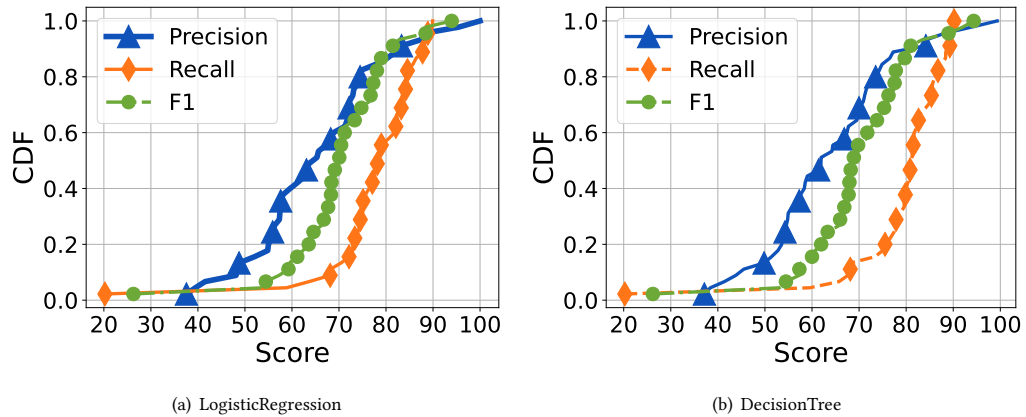 CDF
1.0
0.8
0.6
0.4
0.2
0.0
Precision
Recall
F1
20 30 40 50 60 70 80 90 100
Score
(a) LogisticRegression
CDF
1.0
0.8
0.6
0.4
0.2
0.0
Precision
Recall
F1
20 30 40 50 60 70 80 90 100
Score
(b) DecisionTree